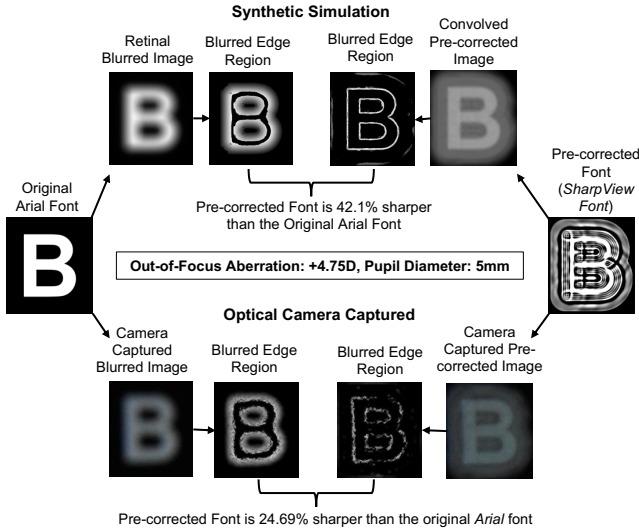 Synthetic Simulation
Retinal
Blurred Image
Blurred Edge
Region
Blurred Edge
Region
Convolved
Pre-corrected
Image
B
B
B
B
Original
Arial Font
B
Pre-corrected Font is 42.1% sharper
than the Original Arial Font
Pre-corrected
Font
(SharpView
Font)
B
Out-of-Focus Aberration: +4.75D, Pupil Diameter: 5mm
Optical Camera Captured
Camera
Captured
Blurred Image
Blurred Edge
Region
Blurred Edge
Region
Camera
Captured Pre-
corrected Image
B
B
B
B
Pre-corrected Font is 24.69% sharper than the original Arial font